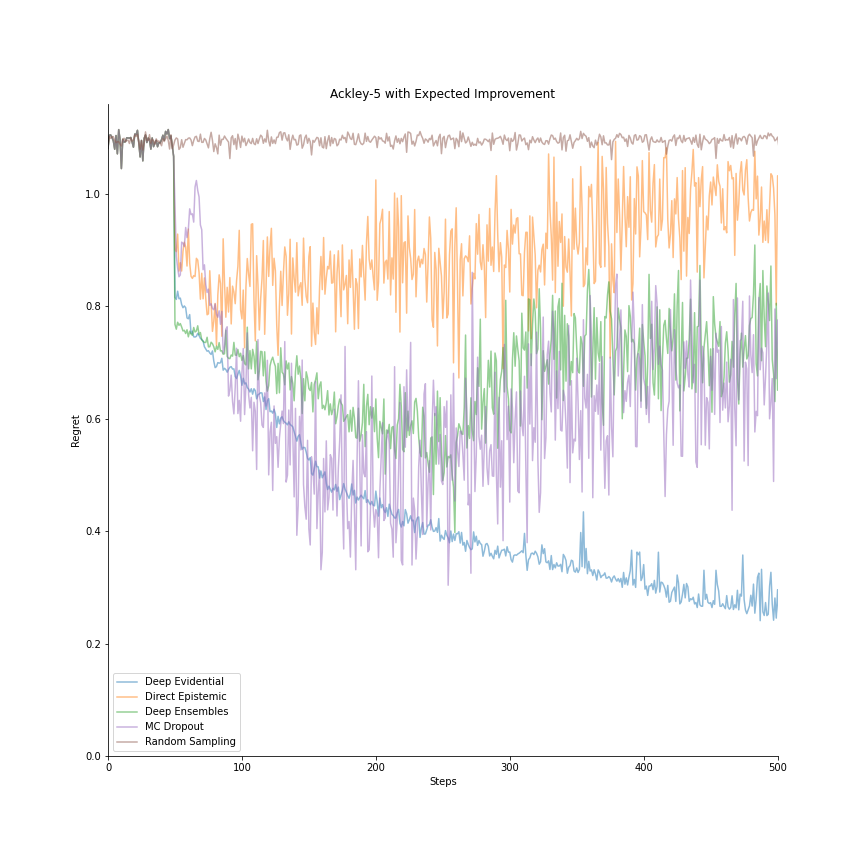 Ackley-5 with Expected Improvement
1.0
0.8
0.6
0.4
0.2
0.0
Regret
0 100 200 300 400 500
Steps
Deep Evidential
Direct Epistemic
Deep Ensembles
MC Dropout
Random Sampling